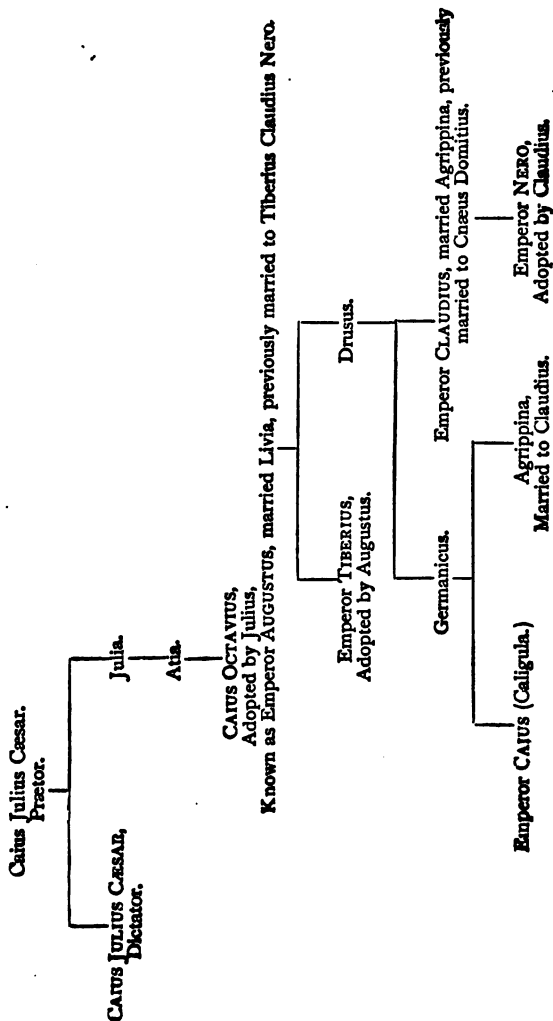 Caius Julius Cæsar.
Prætor.
CAIUS JULIUS CÆSAR,
Dictator.
Julia.
Atia.
CAIUS OCTAVIUS,
Adopted by Julius,
Known as Emperor AUGUSTUS, married Livia, previously married to Tiberius Claudius Nero.
Emperor TIBERIUS,
Adopted by Augustus.
Drusus.
Germanicus.
Emperor CLAUDIUS, married Agrippina, previously
married to Cnæus Domitius.
Emperor CAIUS (Caligula.)
Agrippina,
Married to Claudius.
Emperor NERO,
Adopted by Claudius.